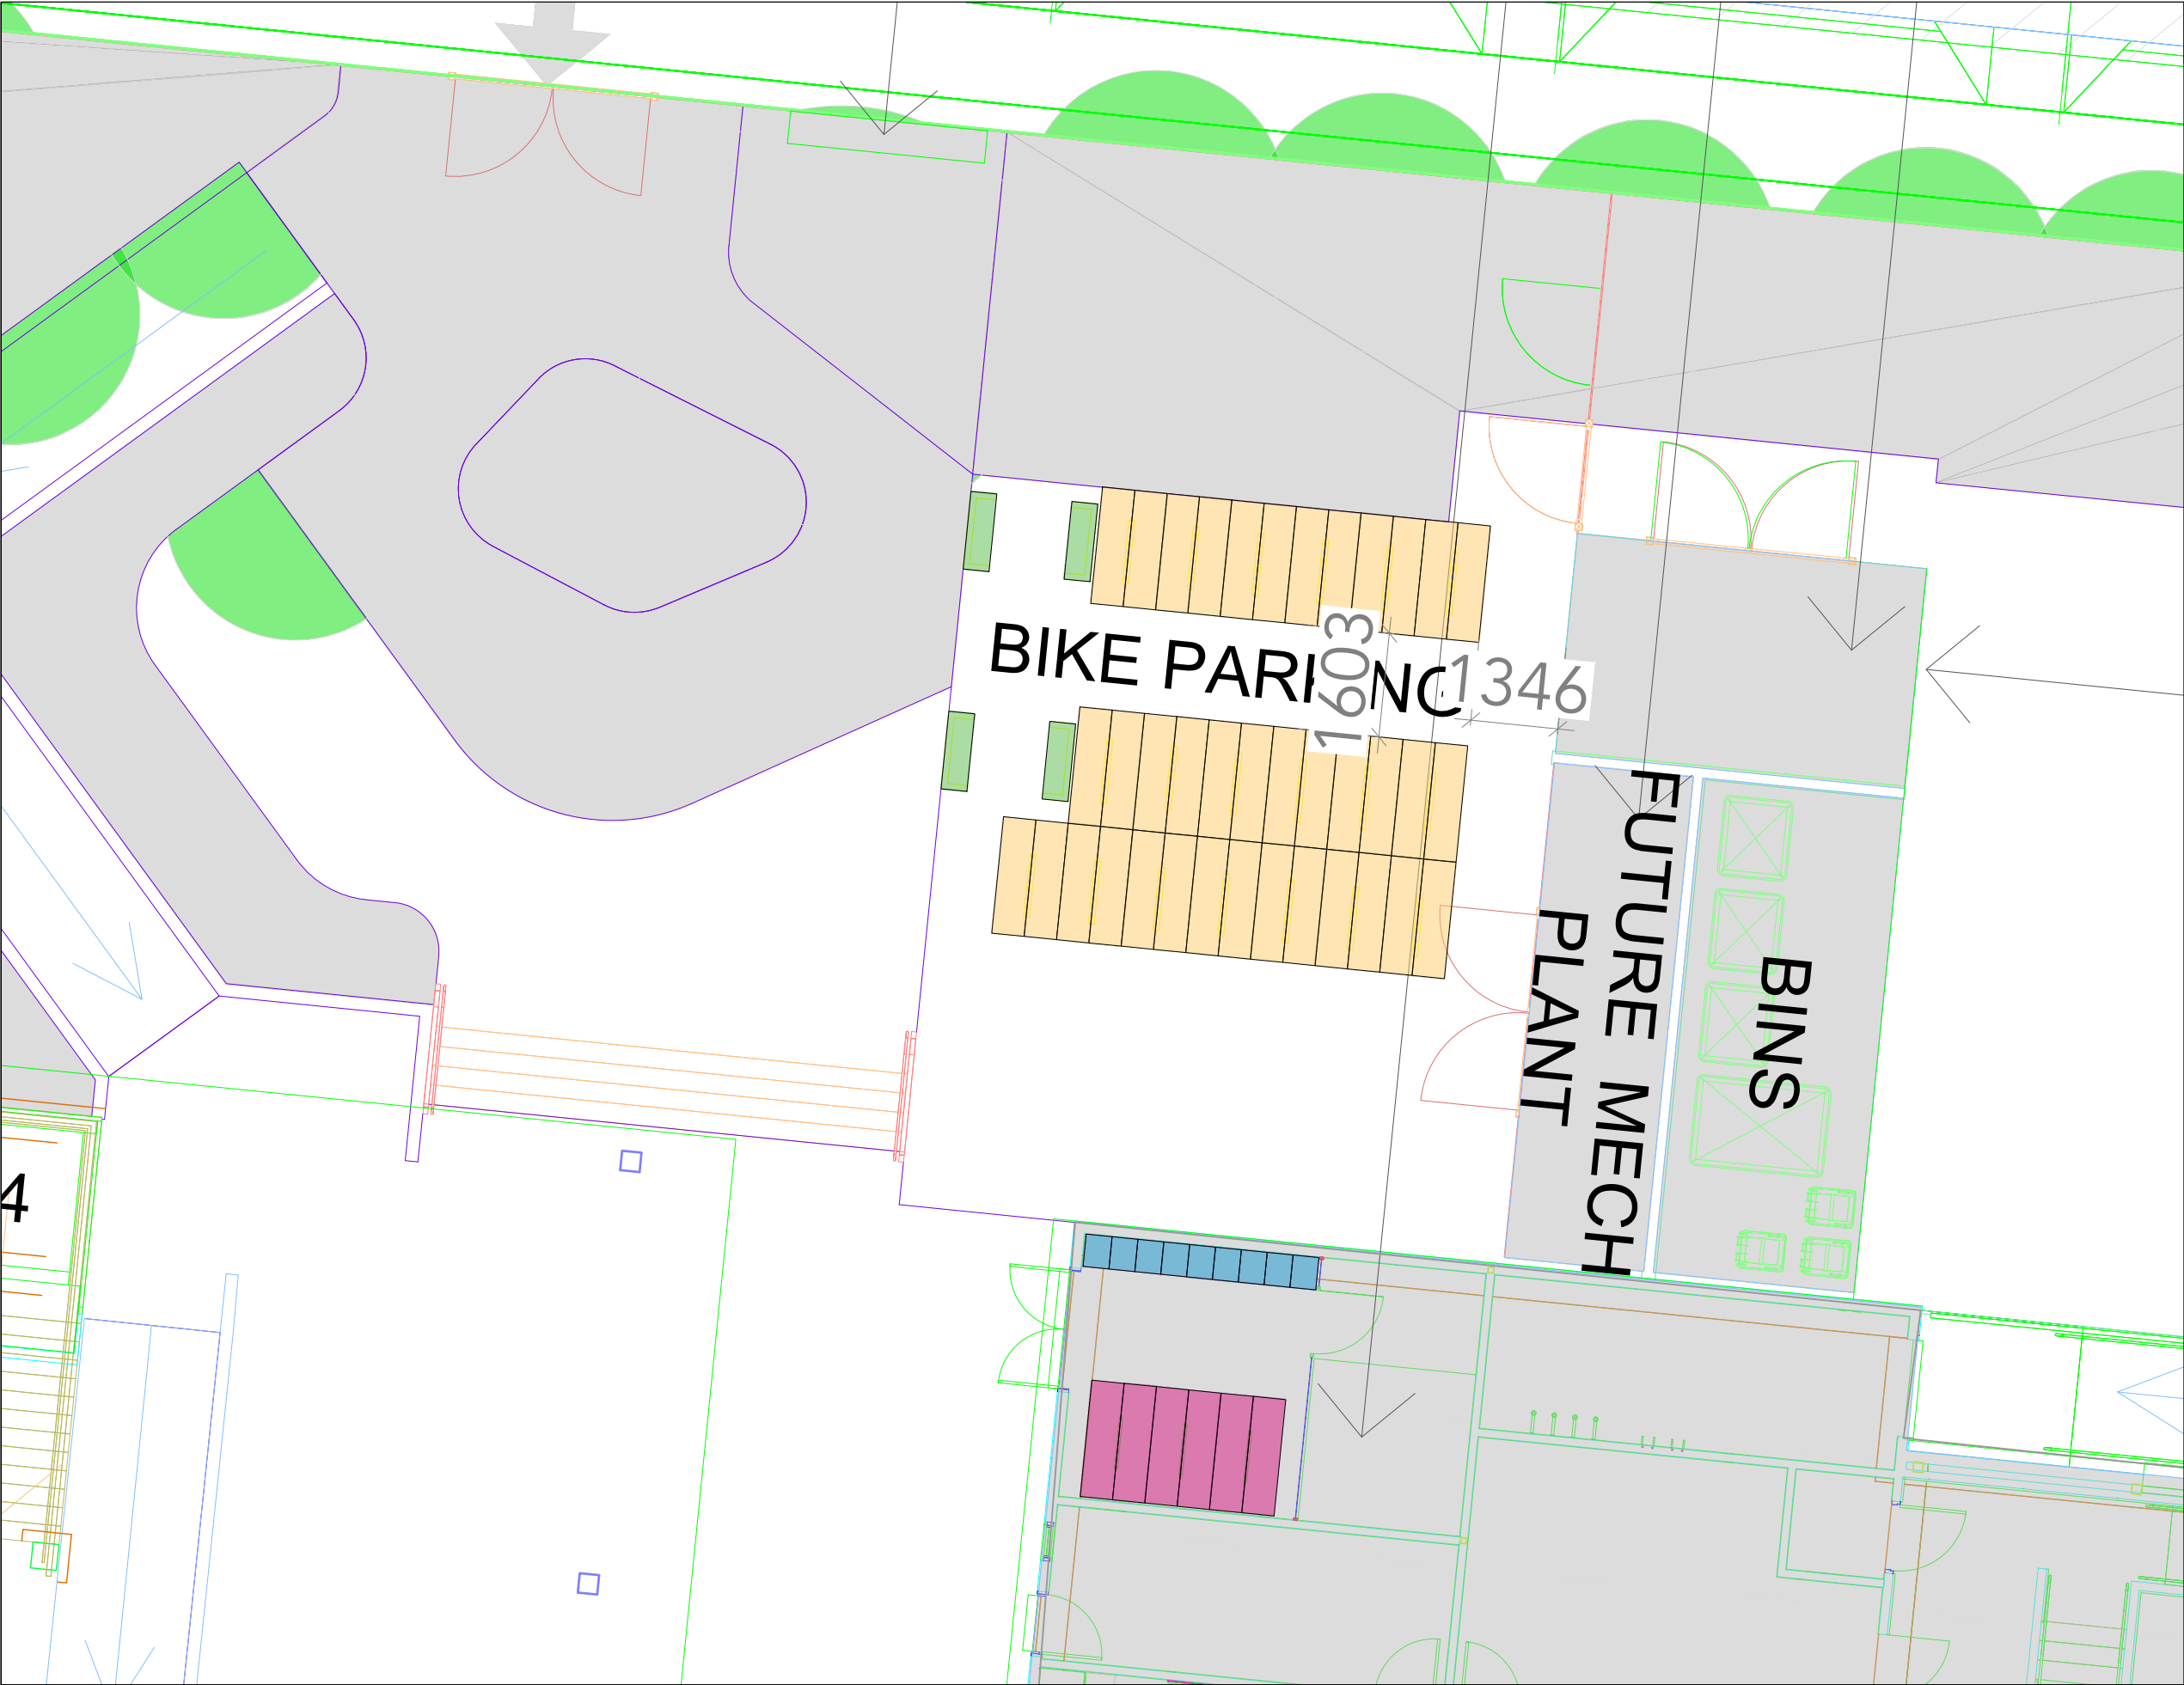 BIKE PARKING
1603
1346
FUTURE MECH
PLANT
BINS
4